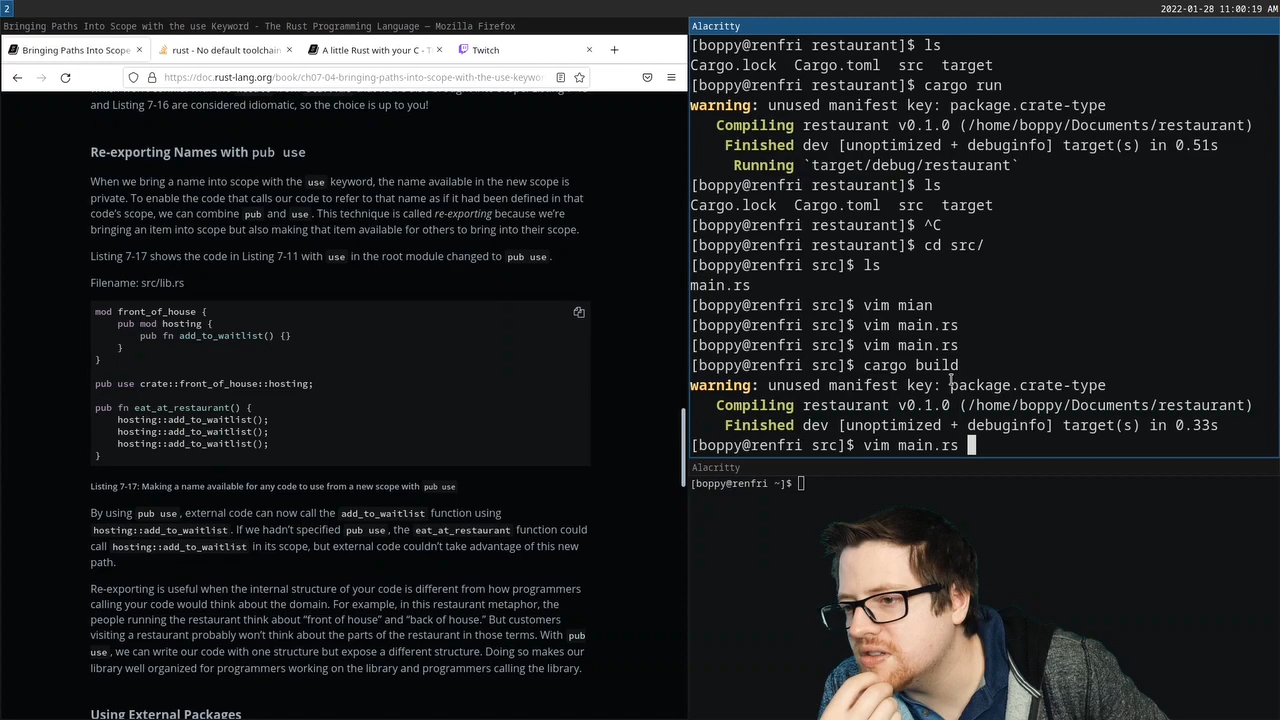 2
2022-01-28 11:00:19 AM
Bringing Paths Into Scope with the use Keyword - The Rust Programming Language — Mozilla Firefox
Bringing Paths Into Scope
rust - No default toolchain
A little Rust with your C - T
Twitch
https://doc.rust-lang.org/book/ch07-04-bringing-paths-into-scope-with-the-use-keywo
and Listing 7-16 are considered idiomatic, so the choice is up to you!
Re-exporting Names with pub use
When we bring a name into scope with the use keyword, the name available in the new scope is
private. To enable the code that calls our code to refer to that name as if it had been defined in that
code's scope, we can combine pub and use. This technique is called re-exporting because we're
bringing an item into scope but also making that item available for others to bring into their scope.
Listing 7-17 shows the code in Listing 7-11 with use in the root module changed to pub use.
Filename: src/lib.rs
mod front_of_house {
    pub mod hosting {
        pub fn add_to_waitlist() {}
    }
}
pub use crate::front_of_house::hosting;
pub fn eat_at_restaurant() {
    hosting::add_to_waitlist();
    hosting::add_to_waitlist();
    hosting::add_to_waitlist();
}
Listing 7-17: Making a name available for any code to use from a new scope with pub use
By using pub use, external code can now call the add_to_waitlist function using
hosting::add_to_waitlist. If we hadn't specified pub use, the eat_at_restaurant function could
call hosting::add_to_waitlist in its scope, but external code couldn't take advantage of this new
path.
Re-exporting is useful when the internal structure of your code is different from how programmers
calling your code would think about the domain. For example, in this restaurant metaphor, the
people running the restaurant think about “front of house” and “back of house.” But customers
visiting a restaurant probably won't think about the parts of the restaurant in those terms. With pub
use, we can write our code with one structure but expose a different structure. Doing so makes our
library well organized for programmers working on the library and programmers calling the library.
Using External Packages
Alacritty
[boppy@renfri restaurant]$ ls
Cargo.lock  Cargo.toml  src  target
[boppy@renfri restaurant]$ cargo run
warning: unused manifest key: package.crate-type
   Compiling restaurant v0.1.0 (/home/boppy/Documents/restaurant)
    Finished dev [unoptimized + debuginfo] target(s) in 0.51s
     Running `target/debug/restaurant`
[boppy@renfri restaurant]$ ls
Cargo.lock  Cargo.toml  src  target
[boppy@renfri restaurant]$ ^C
[boppy@renfri restaurant]$ cd src/
[boppy@renfri src]$ ls
main.rs
[boppy@renfri src]$ vim mian
[boppy@renfri src]$ vim main.rs
[boppy@renfri src]$ vim main.rs
[boppy@renfri src]$ cargo build
warning: unused manifest key: package.crate-type
   Compiling restaurant v0.1.0 (/home/boppy/Documents/restaurant)
    Finished dev [unoptimized + debuginfo] target(s) in 0.33s
[boppy@renfri src]$ vim main.rs
Alacritty
[boppy@renfri ~]$